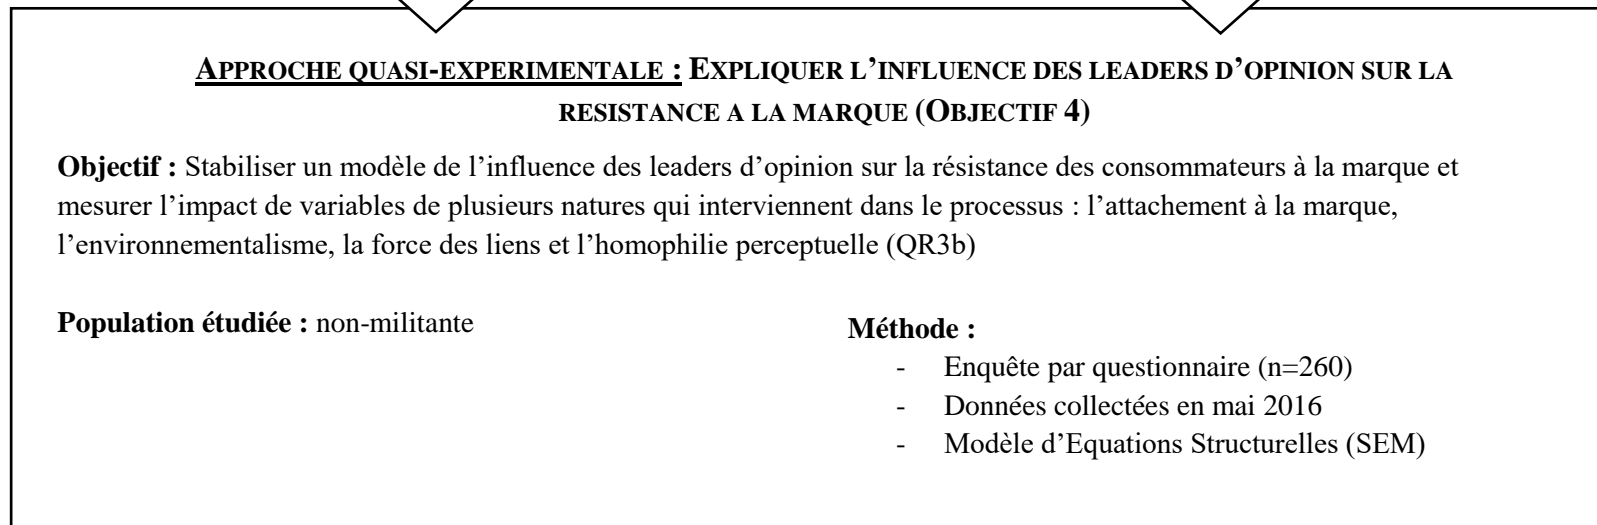 APPROCHE QUASI-EXPERIMENTALE : EXPLIQUER L’INFLUENCE DES LEADERS D’OPINION SUR LA
RESISTANCE A LA MARQUE (OBJECTIF 4)
Objectif : Stabiliser un modèle de l’influence des leaders d’opinion sur la résistance des consommateurs à la marque et
mesurer l’impact de variables de plusieurs natures qui interviennent dans le processus : l’attachement à la marque,
l’environnementalisme, la force des liens et l’homophilie perceptuelle (QR3b)
Population étudiée : non-militante
Méthode :
- Enquête par questionnaire (n=260)
- Données collectées en mai 2016
- Modèle d’Equations Structurelles (SEM)